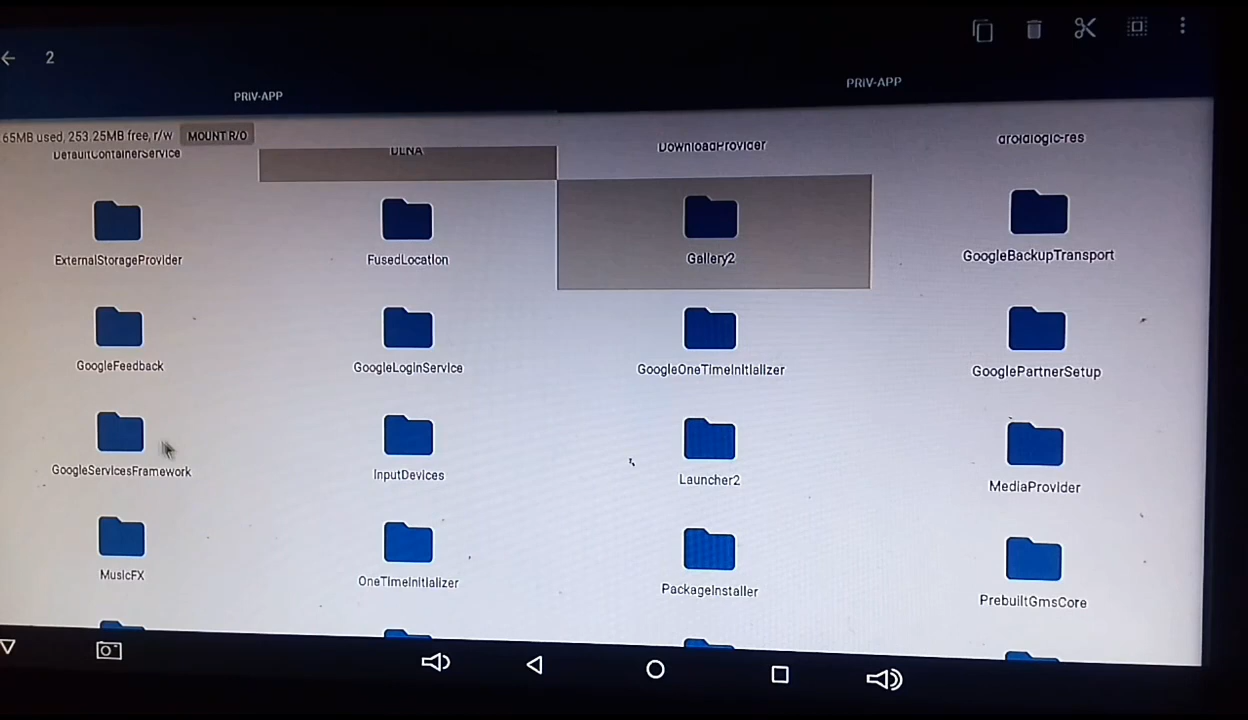 2
PRIV-APP
PRIV-APP
65MB used, 253.25MB free, r/w
MOUNT R/O
DefaultContainerService
DLNA
DownloadProvider
droidlogic-res
ExternalStorageProvider
FusedLocation
Gallery2
GoogleBackupTransport
GoogleFeedback
GoogleLoginService
GoogleOneTimeInitializer
GooglePartnerSetup
GoogleServicesFramework
InputDevices
Launcher2
MediaProvider
MusicFX
OneTimeInitializer
PackageInstaller
PrebuiltGmsCore